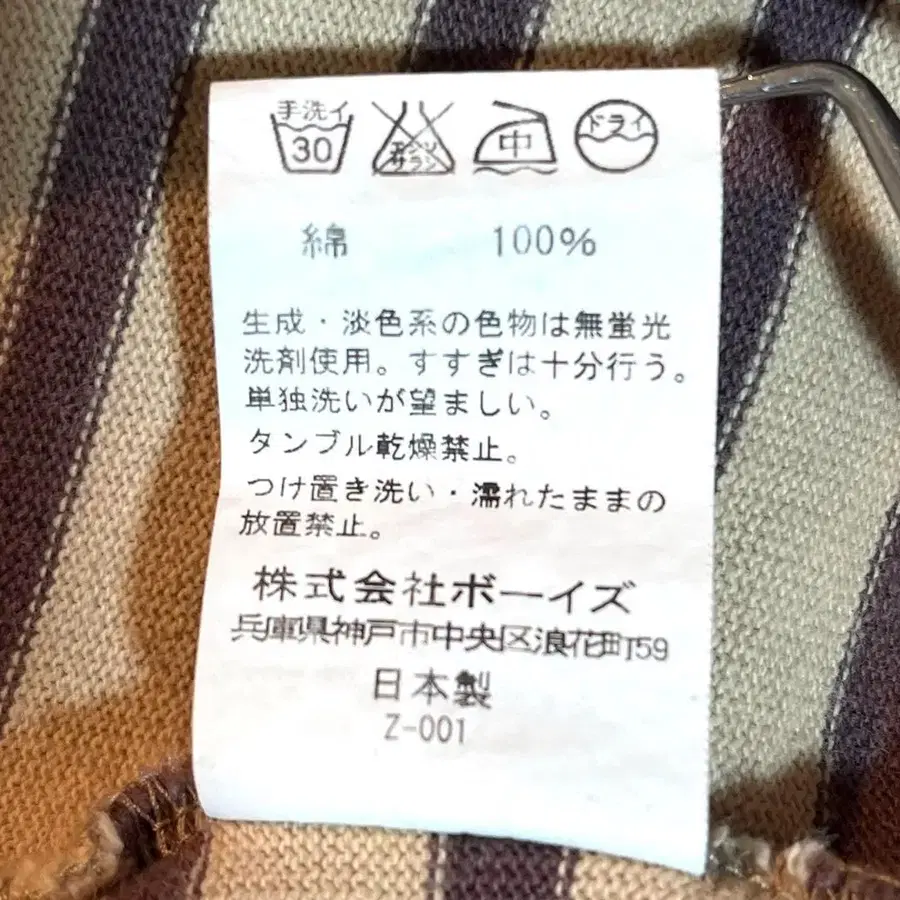 手洗イ 30 エンソ サラシ 中 ドライ
綿 100%
生成・淡色系の色物は無蛍光
洗剤使用。すすぎは十分行う。
単独洗いが望ましい。
タンブル乾燥禁止。
つけ置き洗い・濡れたままの
放置禁止。
株式会社ボーイズ
兵庫県神戸市中央区浪花町59
日本製
Z-001